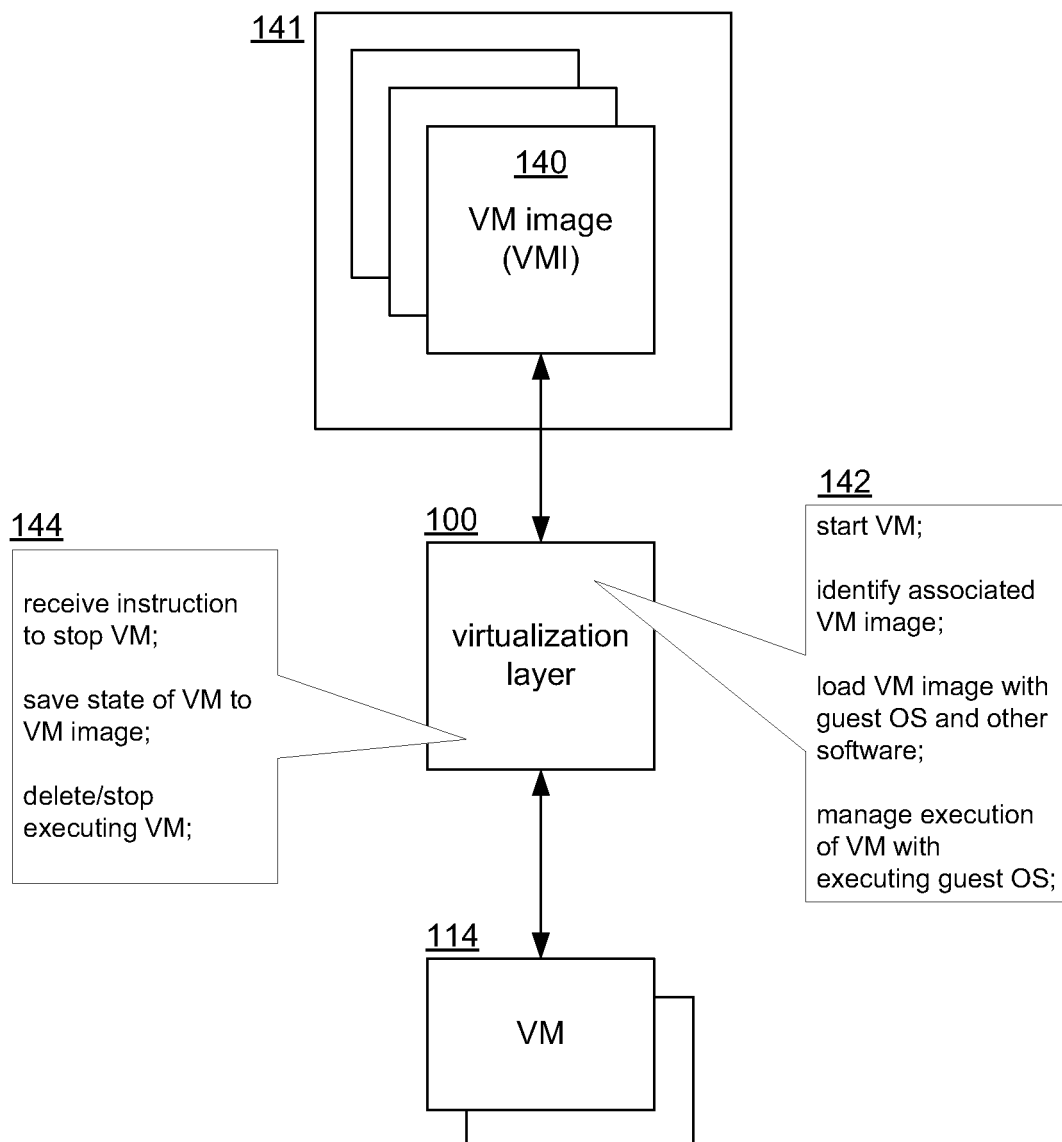 141
140
VM image
(VMI)
142
start VM;
identify associated
VM image;
load VM image with
guest OS and other
software;
manage execution
of VM with
executing guest OS;
100
virtualization
layer
144
receive instruction
to stop VM;
save state of VM to
VM image;
delete/stop
executing VM;
114
VM